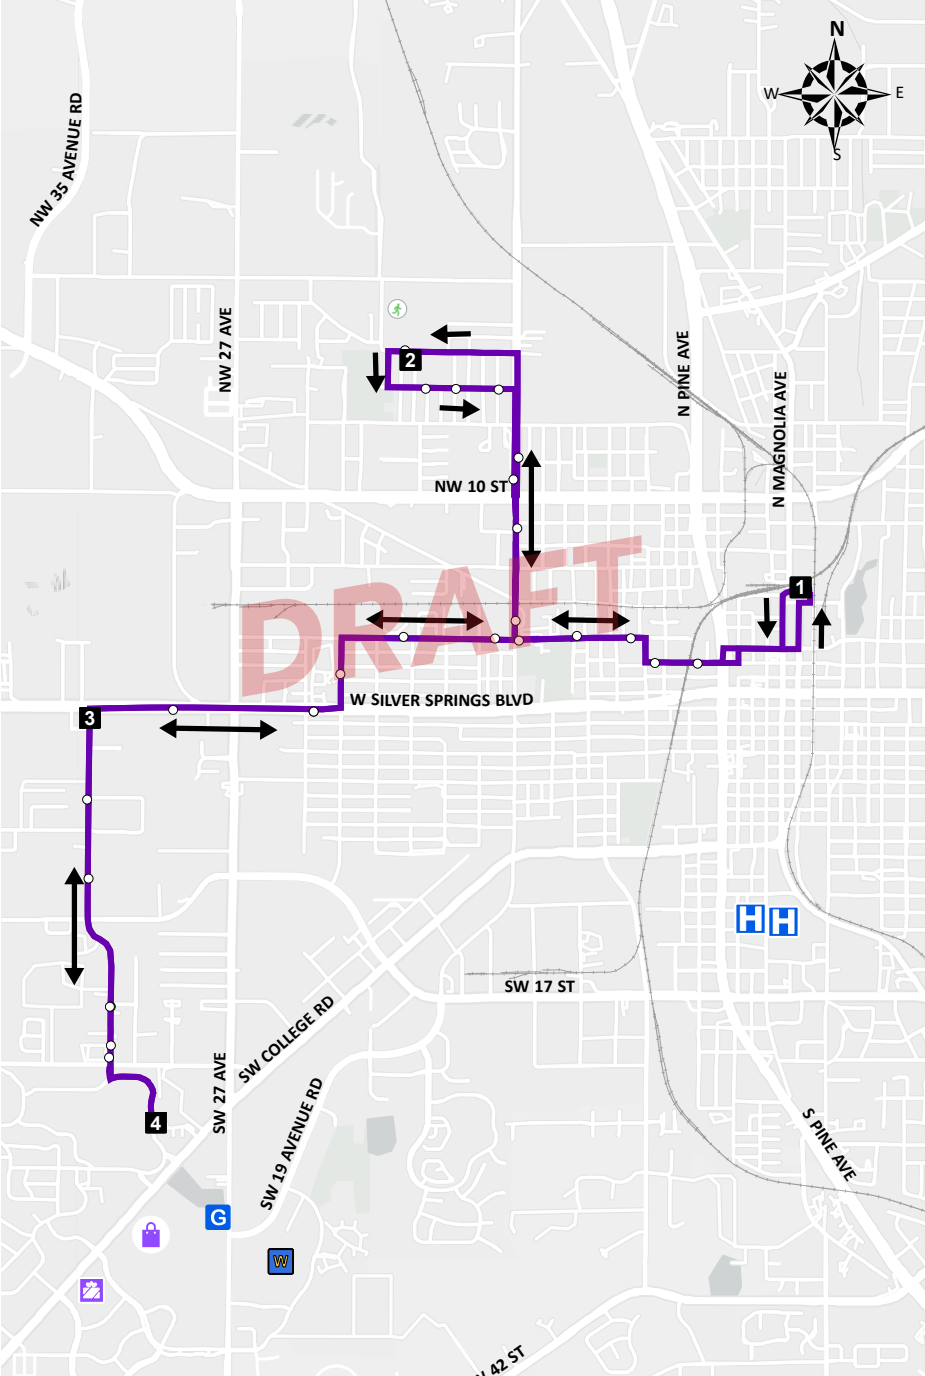 N
W
E
S
NW 35 AVENUE RD
NW 27 AVE
N PINE AVE
N MAGNOLIA AVE
2
NW 10 ST
DRAFT
1
W SILVER SPRINGS BLVD
3
H
H
SW 17 ST
SW COLLEGE RD
SW 27 AVE
SW 19 AVENUE RD
4
S PINE AVE
G
W
42 ST